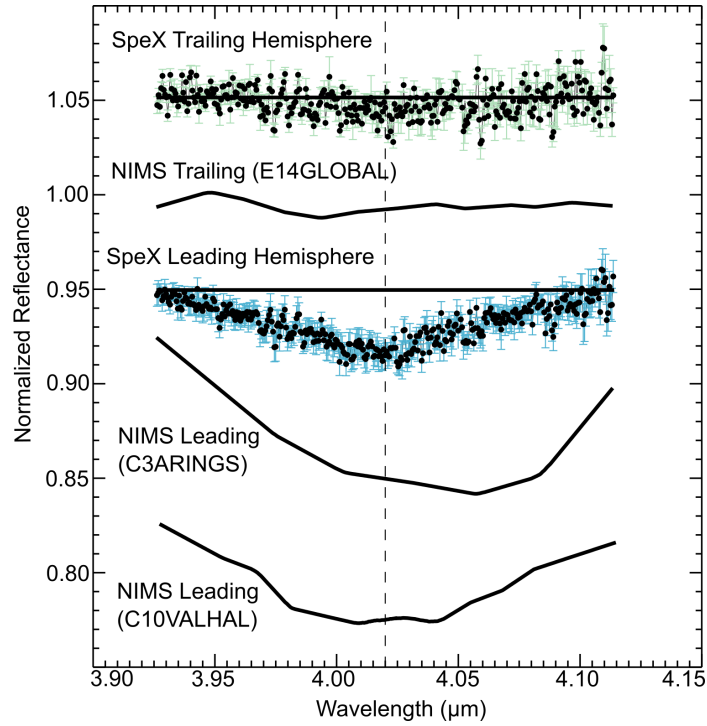 SpeX Trailing Hemisphere
NIMS Trailing (E14GLOBAL)
SpeX Leading Hemisphere
NIMS Leading
(C3ARINGS)
NIMS Leading
(C10VALHAL)
Normalized Reflectance
1.05
1.00
0.95
0.90
0.85
0.80
3.90 3.95 4.00 4.05 4.10 4.15
Wavelength (μm)